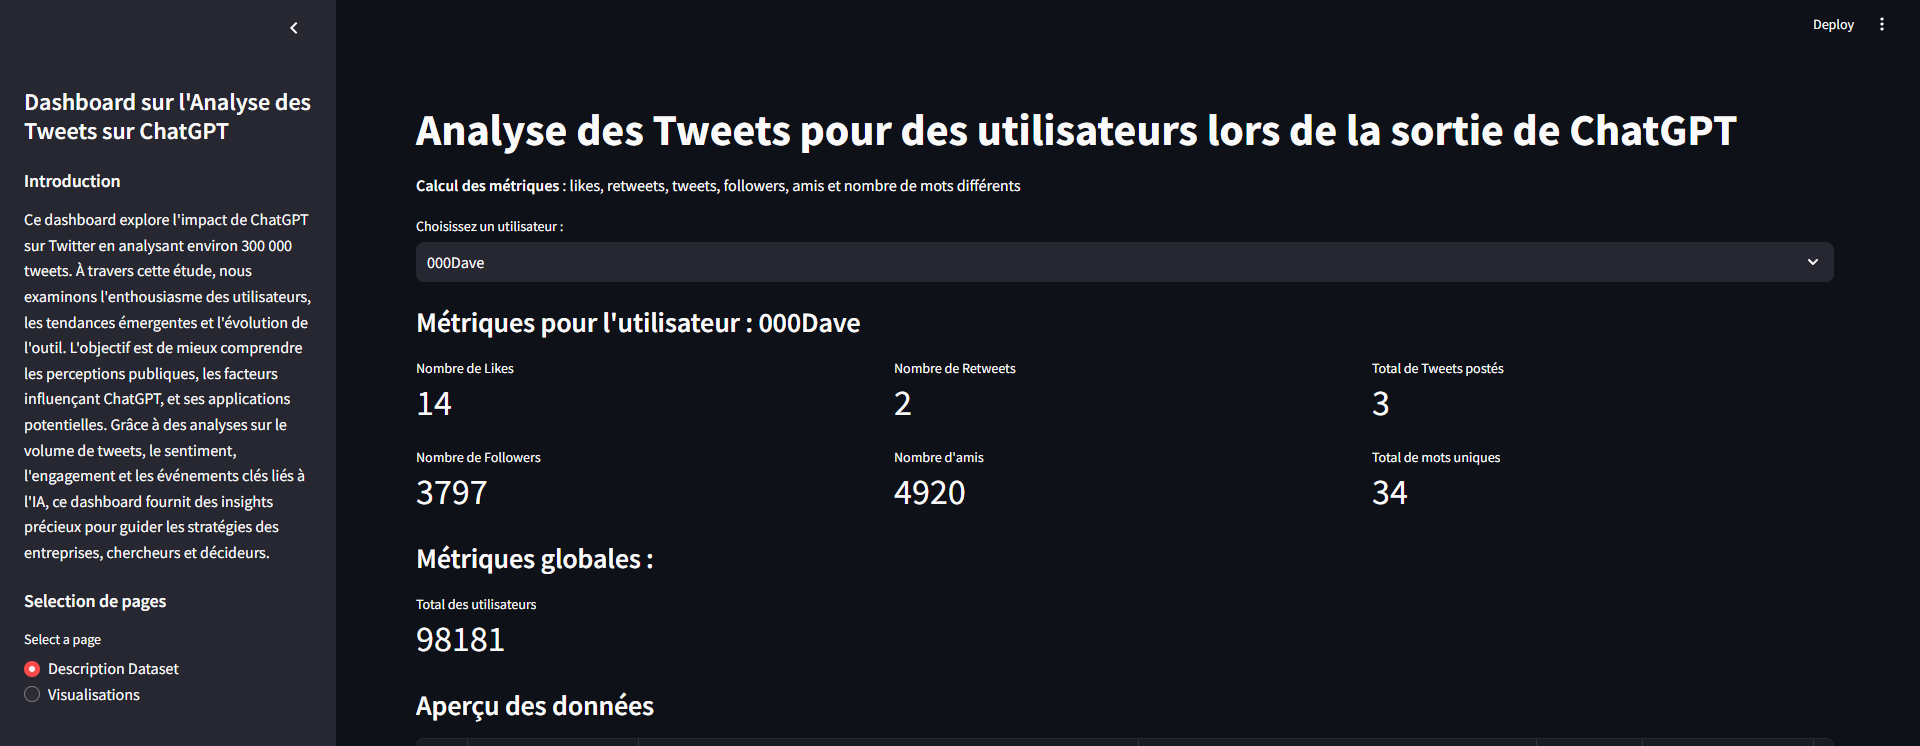 Deploy
Dashboard sur l'Analyse des
Tweets sur ChatGPT
Introduction
Ce dashboard explore l'impact de ChatGPT
sur Twitter en analysant environ 300 000
tweets. À travers cette étude, nous
examinons l'enthousiasme des utilisateurs,
les tendances émergentes et l'évolution de
l'outil. L'objectif est de mieux comprendre
les perceptions publiques, les facteurs
influençant ChatGPT, et ses applications
potentielles. Grâce à des analyses sur le
volume de tweets, le sentiment,
l'engagement et les événements clés liés à
l'IA, ce dashboard fournit des insights
précieux pour guider les stratégies des
entreprises, chercheurs et décideurs.
Selection de pages
Select a page
Description Dataset
Visualisations
Analyse des Tweets pour des utilisateurs lors de la sortie de ChatGPT
Calcul des métriques : likes, retweets, tweets, followers, amis et nombre de mots différents
Choisissez un utilisateur :
000Dave
Métriques pour l'utilisateur : 000Dave
Nombre de Likes
14
Nombre de Retweets
2
Total de Tweets postés
3
Nombre de Followers
3797
Nombre d'amis
4920
Total de mots uniques
34
Métriques globales :
Total des utilisateurs
98181
Aperçu des données